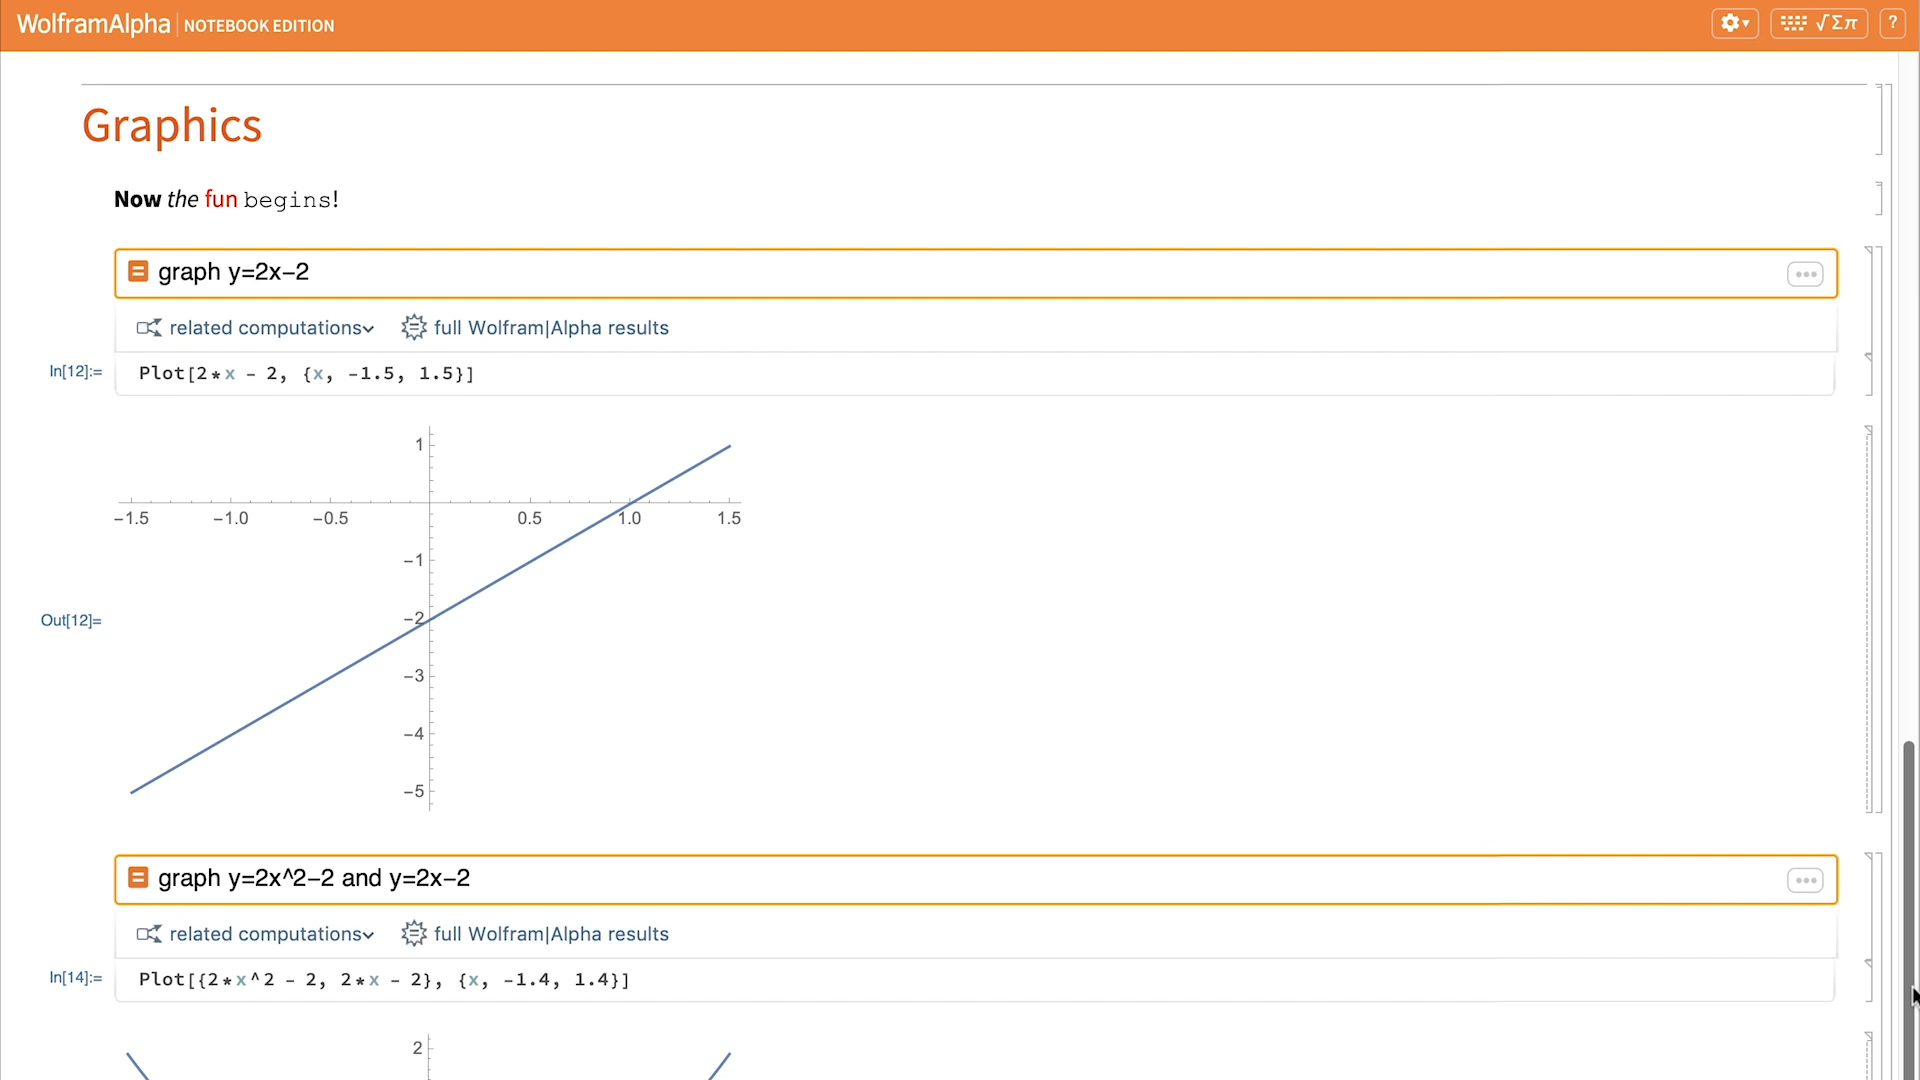 WolframAlpha NOTEBOOK EDITION
√Σπ ?
Graphics
Now the fun begins!
graph y=2x−2
related computations full Wolfram|Alpha results
In[12]:= Plot[2*x - 2, {x, -1.5, 1.5}]
1
−1.5 −1.0 −0.5 0.5 1.0 1.5
−1
−2
Out[12]=
−3
−4
−5
graph y=2x^2−2 and y=2x−2
related computations full Wolfram|Alpha results
In[14]:= Plot[{2*x^2 - 2, 2*x - 2}, {x, -1.4, 1.4}]
2